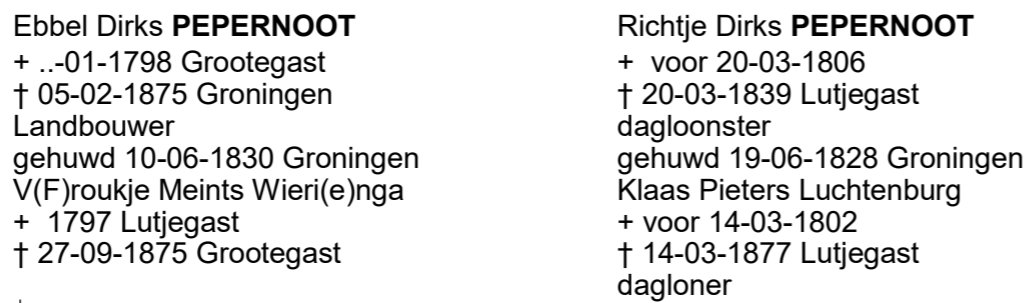 Ebbel Dirks PEPERNOOT
+ ..-01-1798 Grootegast
† 05-02-1875 Groningen
Landbouwer
gehuwd 10-06-1830 Groningen
V(F)roukje Meints Wieri(e)nga
+  1797 Lutjegast
† 27-09-1875 Grootegast
Richtje Dirks PEPERNOOT
+  voor 20-03-1806
† 20-03-1839 Lutjegast
dagloonster
gehuwd 19-06-1828 Groningen
Klaas Pieters Luchtenburg
+ voor 14-03-1802
† 14-03-1877 Lutjegast
dagloner